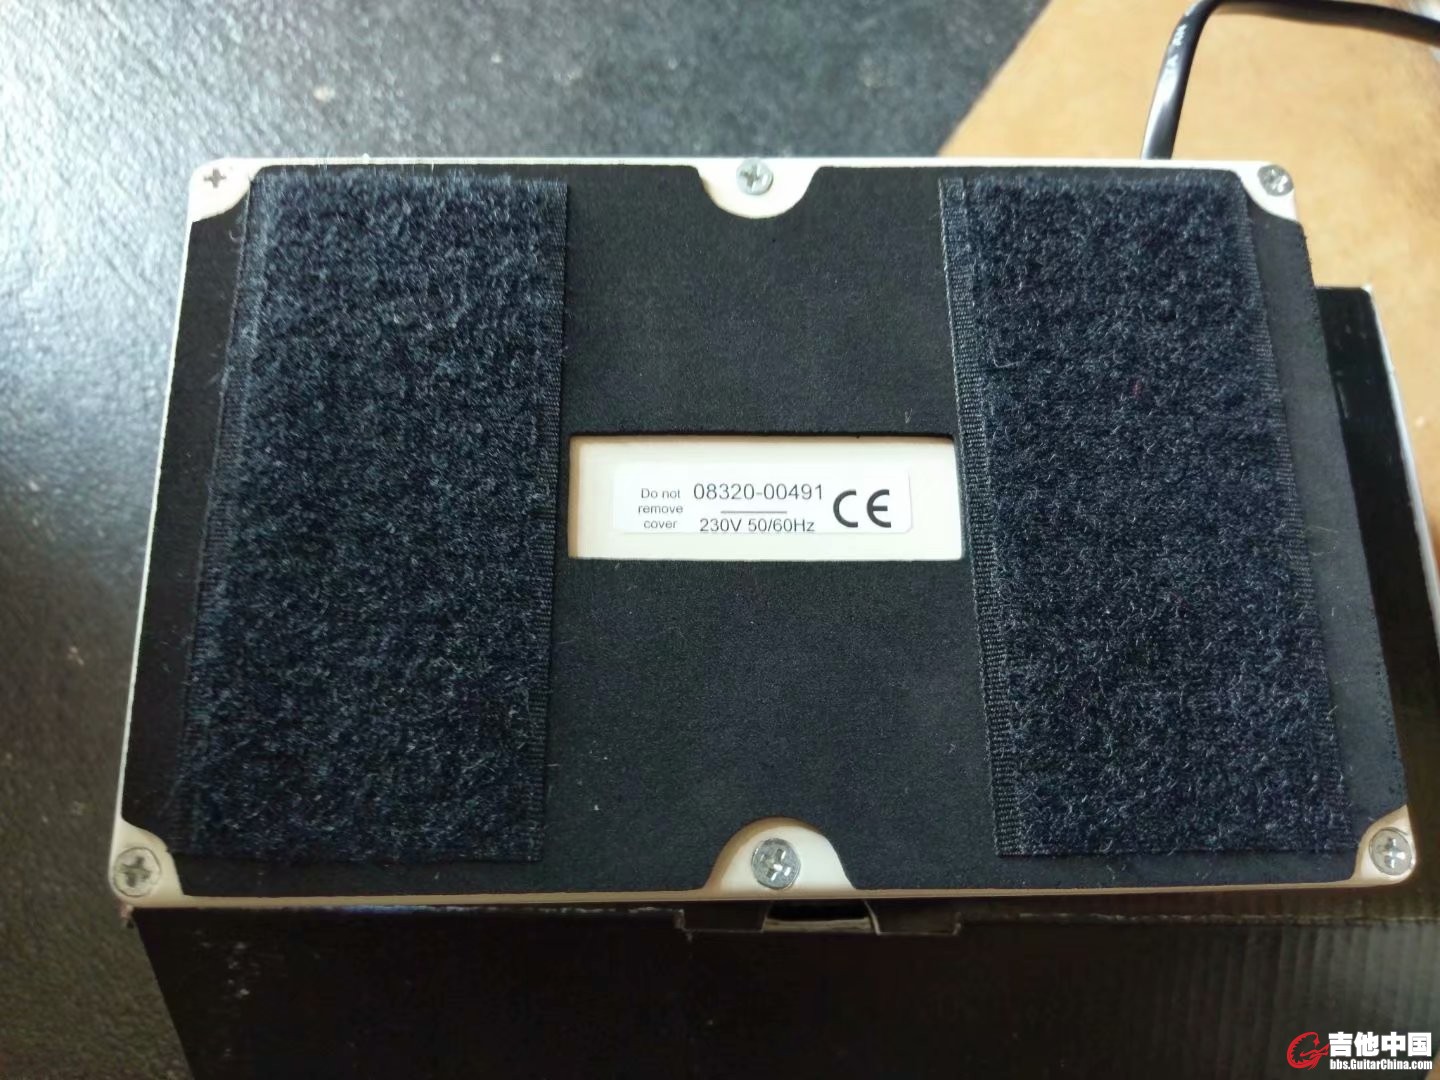 Do not
remove
cover
08320-00491
230V 50/60Hz
CE
吉他中国
bbs.GuitarChina.com